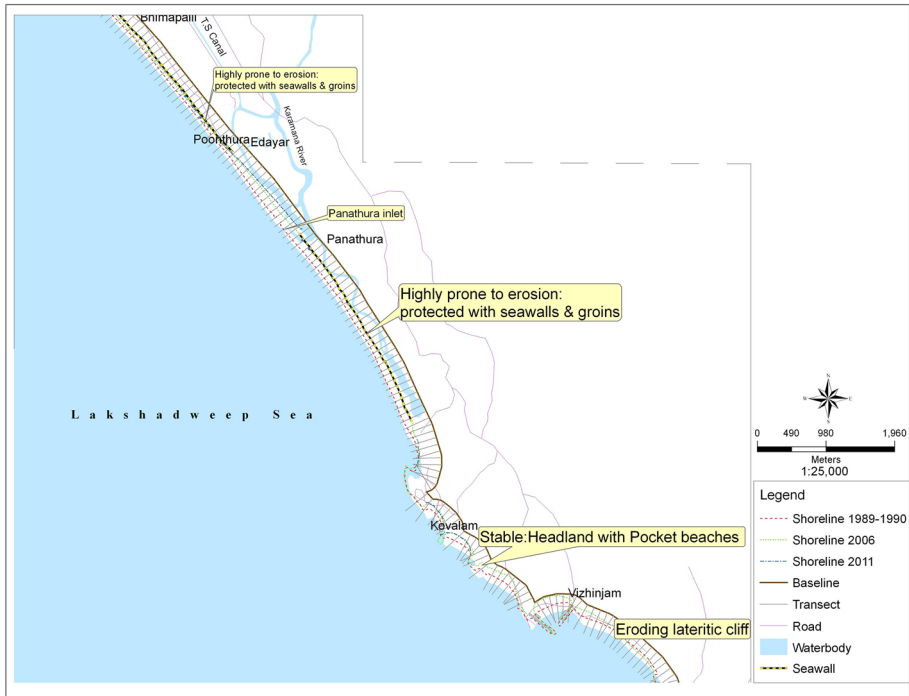 Bhimapalli
T.S Canal
Highly prone to erosion:
protected with seawalls & groins
Karamana River
Poonthura
Edayar
Panathura inlet
Panathura
Highly prone to erosion:
protected with seawalls & groins
Lakshadweep Sea
N
W
E
S
0 490 980 1,960
Meters
1:25,000
Legend
Shoreline 1989-1990
Shoreline 2006
Shoreline 2011
Baseline
Transect
Road
Waterbody
Seawall
Kovalam
Stable:Headland with Pocket beaches
Vizhinjam
Eroding lateritic cliff